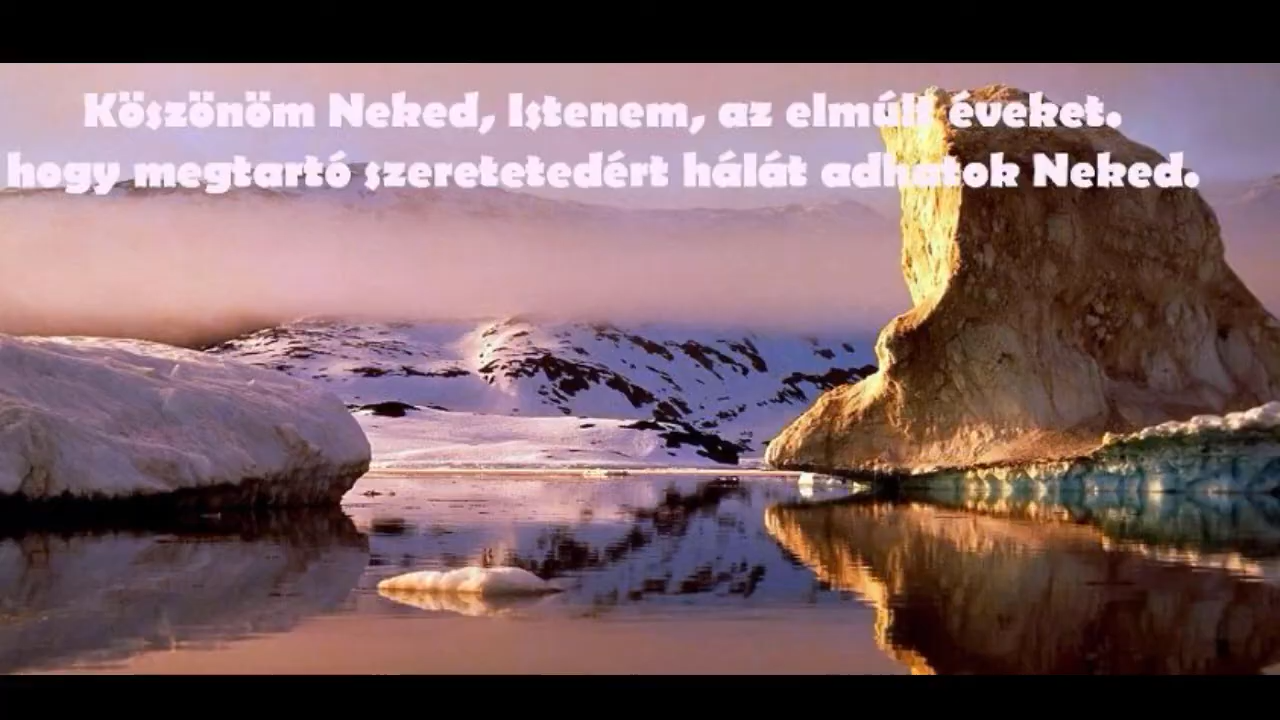 Köszönöm Neked, Istenem, az elmúlt éveket.
hogy megtartó szeretetedért hálát adhatok Neked.